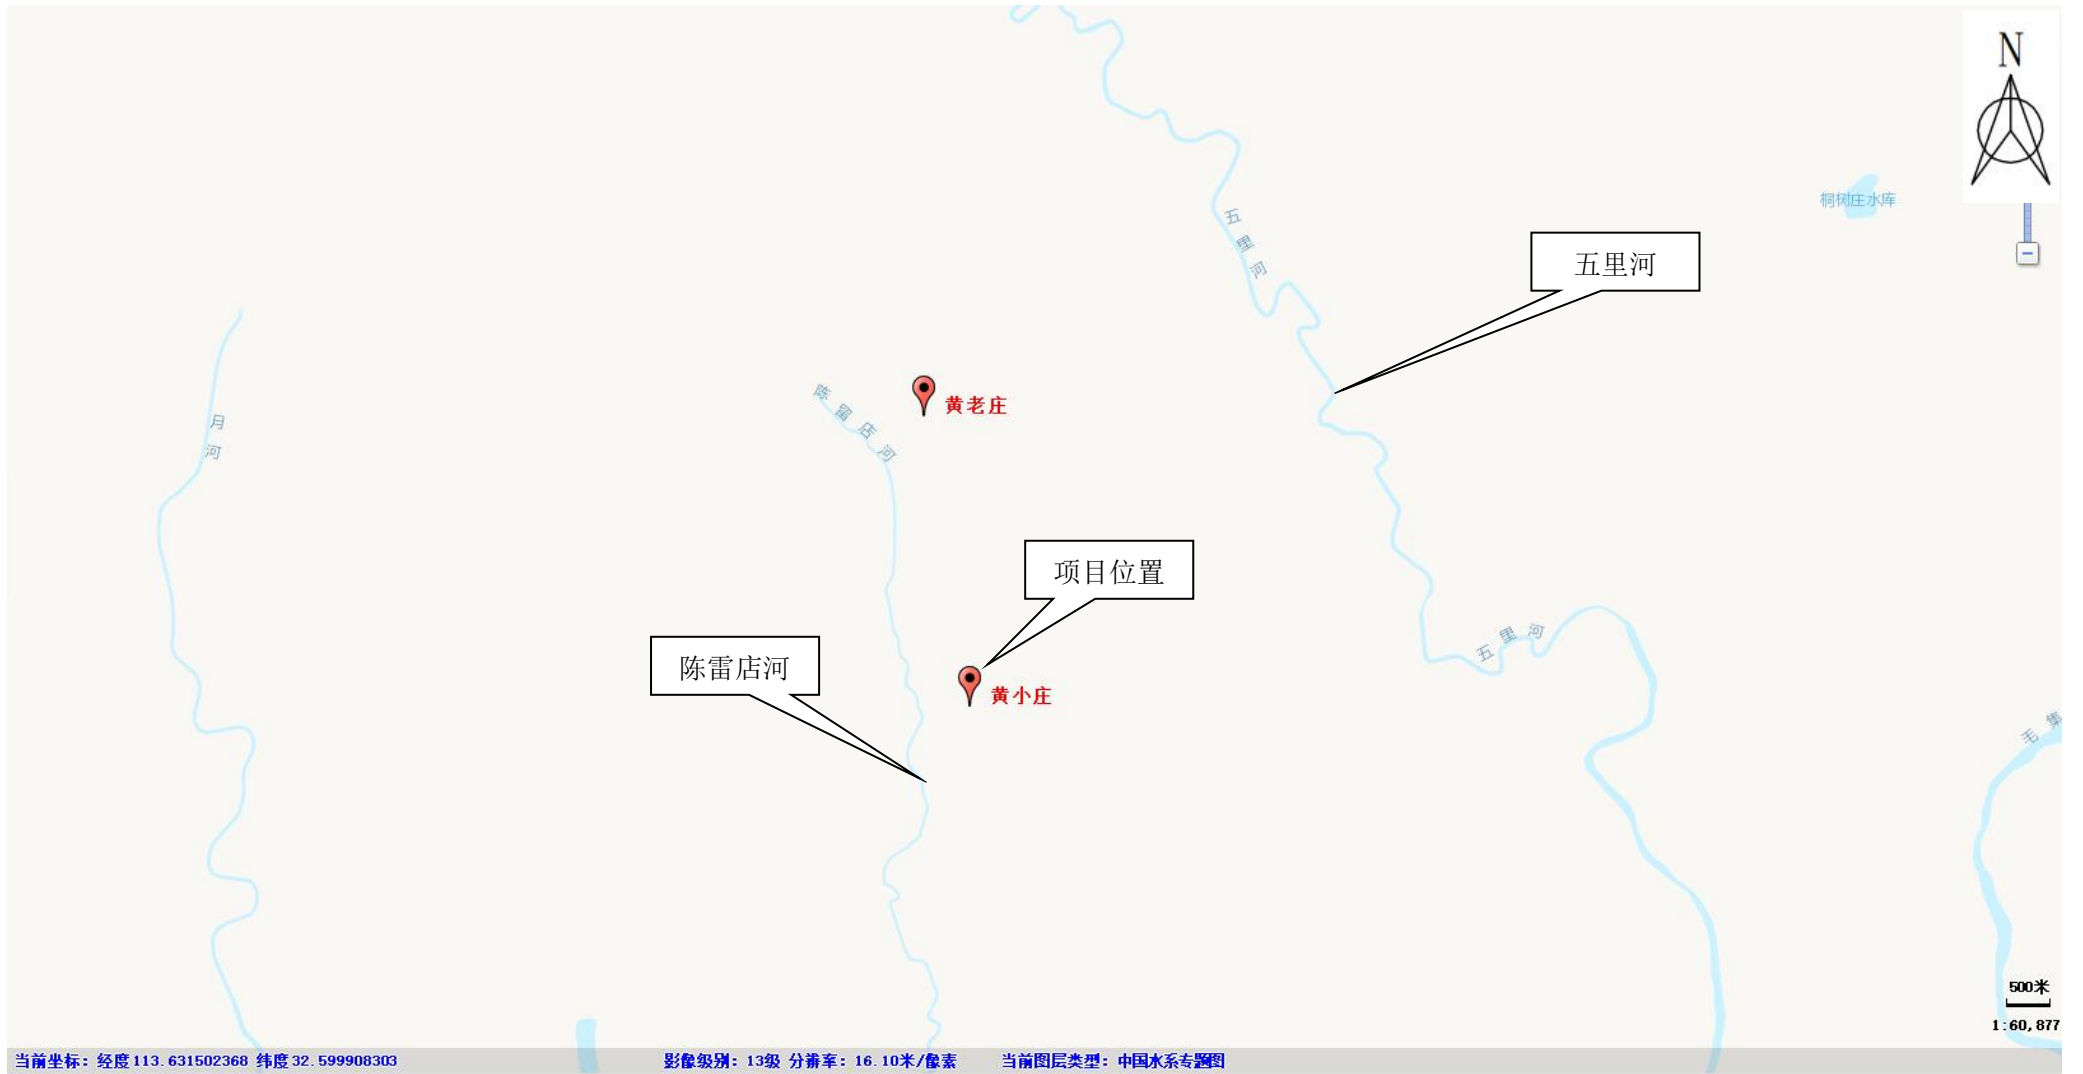 N
桐树庄水库
五里河
五里河
黄老庄
陈留店河
月河
项目位置
五里河
陈雷店河
黄小庄
毛集
500米
1:60,877
当前坐标：经度113.631502368 纬度32.599908303
影像级别：13级 分辨率：16.10米/像素
当前图层类型：中国水系专题图